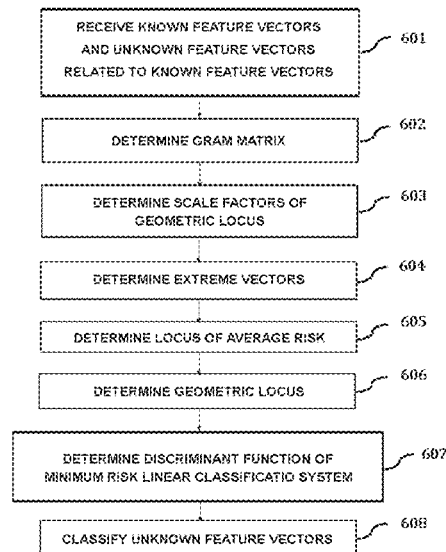 RECEIVE KNOWN FEATURE VECTORS
AND UNKNOWN FEATURE VECTORS
RELATED TO KNOWN FEATURE VECTORS
601
DETERMINE GRAM MATRIX
602
DETERMINE SCALE FACTORS OF
GEOMETRIC LOCUS
603
DETERMINE EXTREME VECTORS
604
DETERMINE LOCUS OF AVERAGE RISK
605
DETERMINE GEOMETRIC LOCUS
606
DETERMINE DISCRIMINANT FUNCTION OF
MINIMUM RISK LINEAR CLASSIFICATIO SYSTEM
607
CLASSIFY UNKNOWN FEATURE VECTORS
608